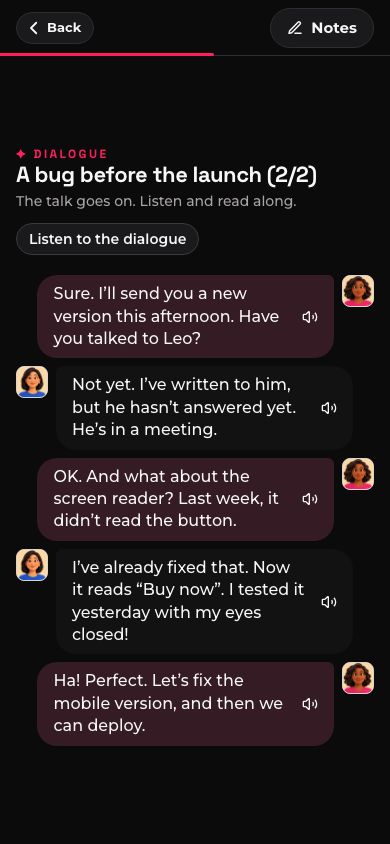 Back
Notes
DIALOGUE
A bug before the launch (2/2)
The talk goes on. Listen and read along.
Listen to the dialogue
Sure. I’ll send you a new
version this afternoon. Have
you talked to Leo?
Not yet. I’ve written to him,
but he hasn’t answered yet.
He’s in a meeting.
OK. And what about the
screen reader? Last week, it
didn’t read the button.
I’ve already fixed that. Now
it reads “Buy now”. I tested it
yesterday with my eyes
closed!
Ha! Perfect. Let’s fix the
mobile version, and then we
can deploy.